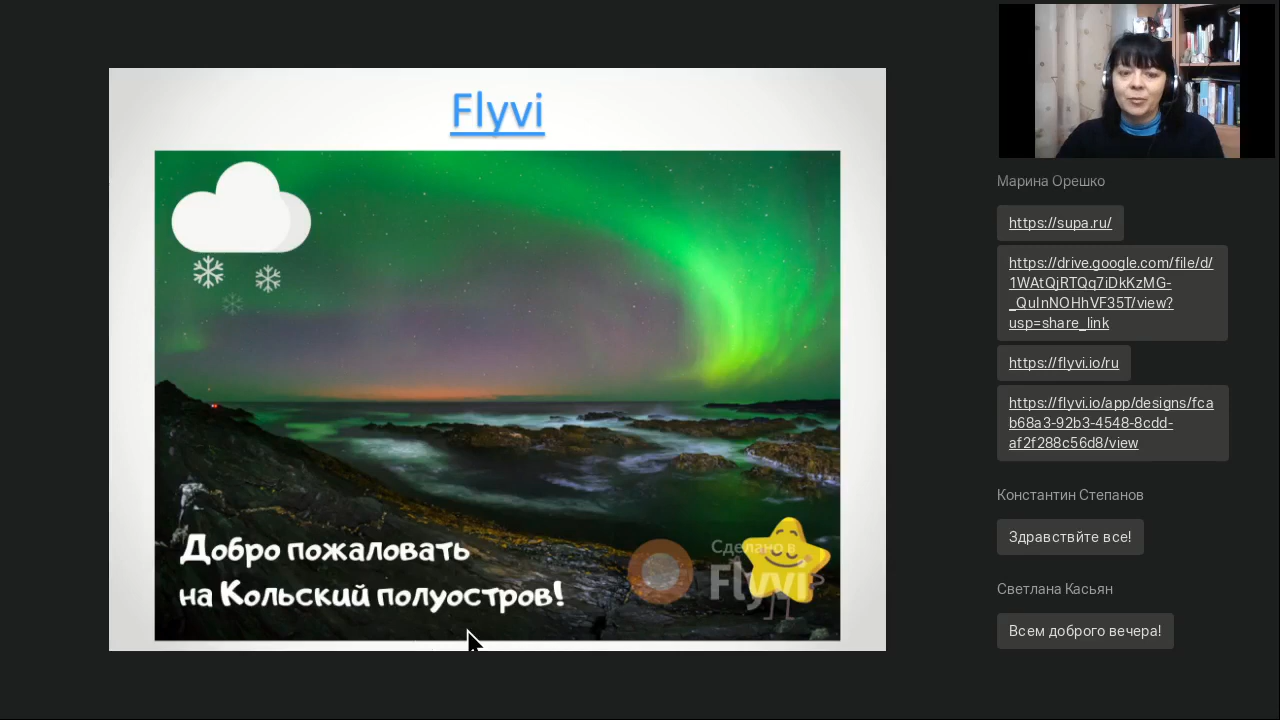 Flyvi
Добро пожаловать
на Кольский полуостров!
Сделано в
Flyvi
Марина Орешко
https://supa.ru/
https://drive.google.com/file/d/
1WAtQjRTQq7iDkKzMG-
_QuInNOHhVF35T/view?
usp=share_link
https://flyvi.io/ru
https://flyvi.io/app/designs/fca
b68a3-92b3-4548-8cdd-
af2f288c56d8/view
Константин Степанов
Здравствйте все!
Светлана Касьян
Всем доброго вечера!